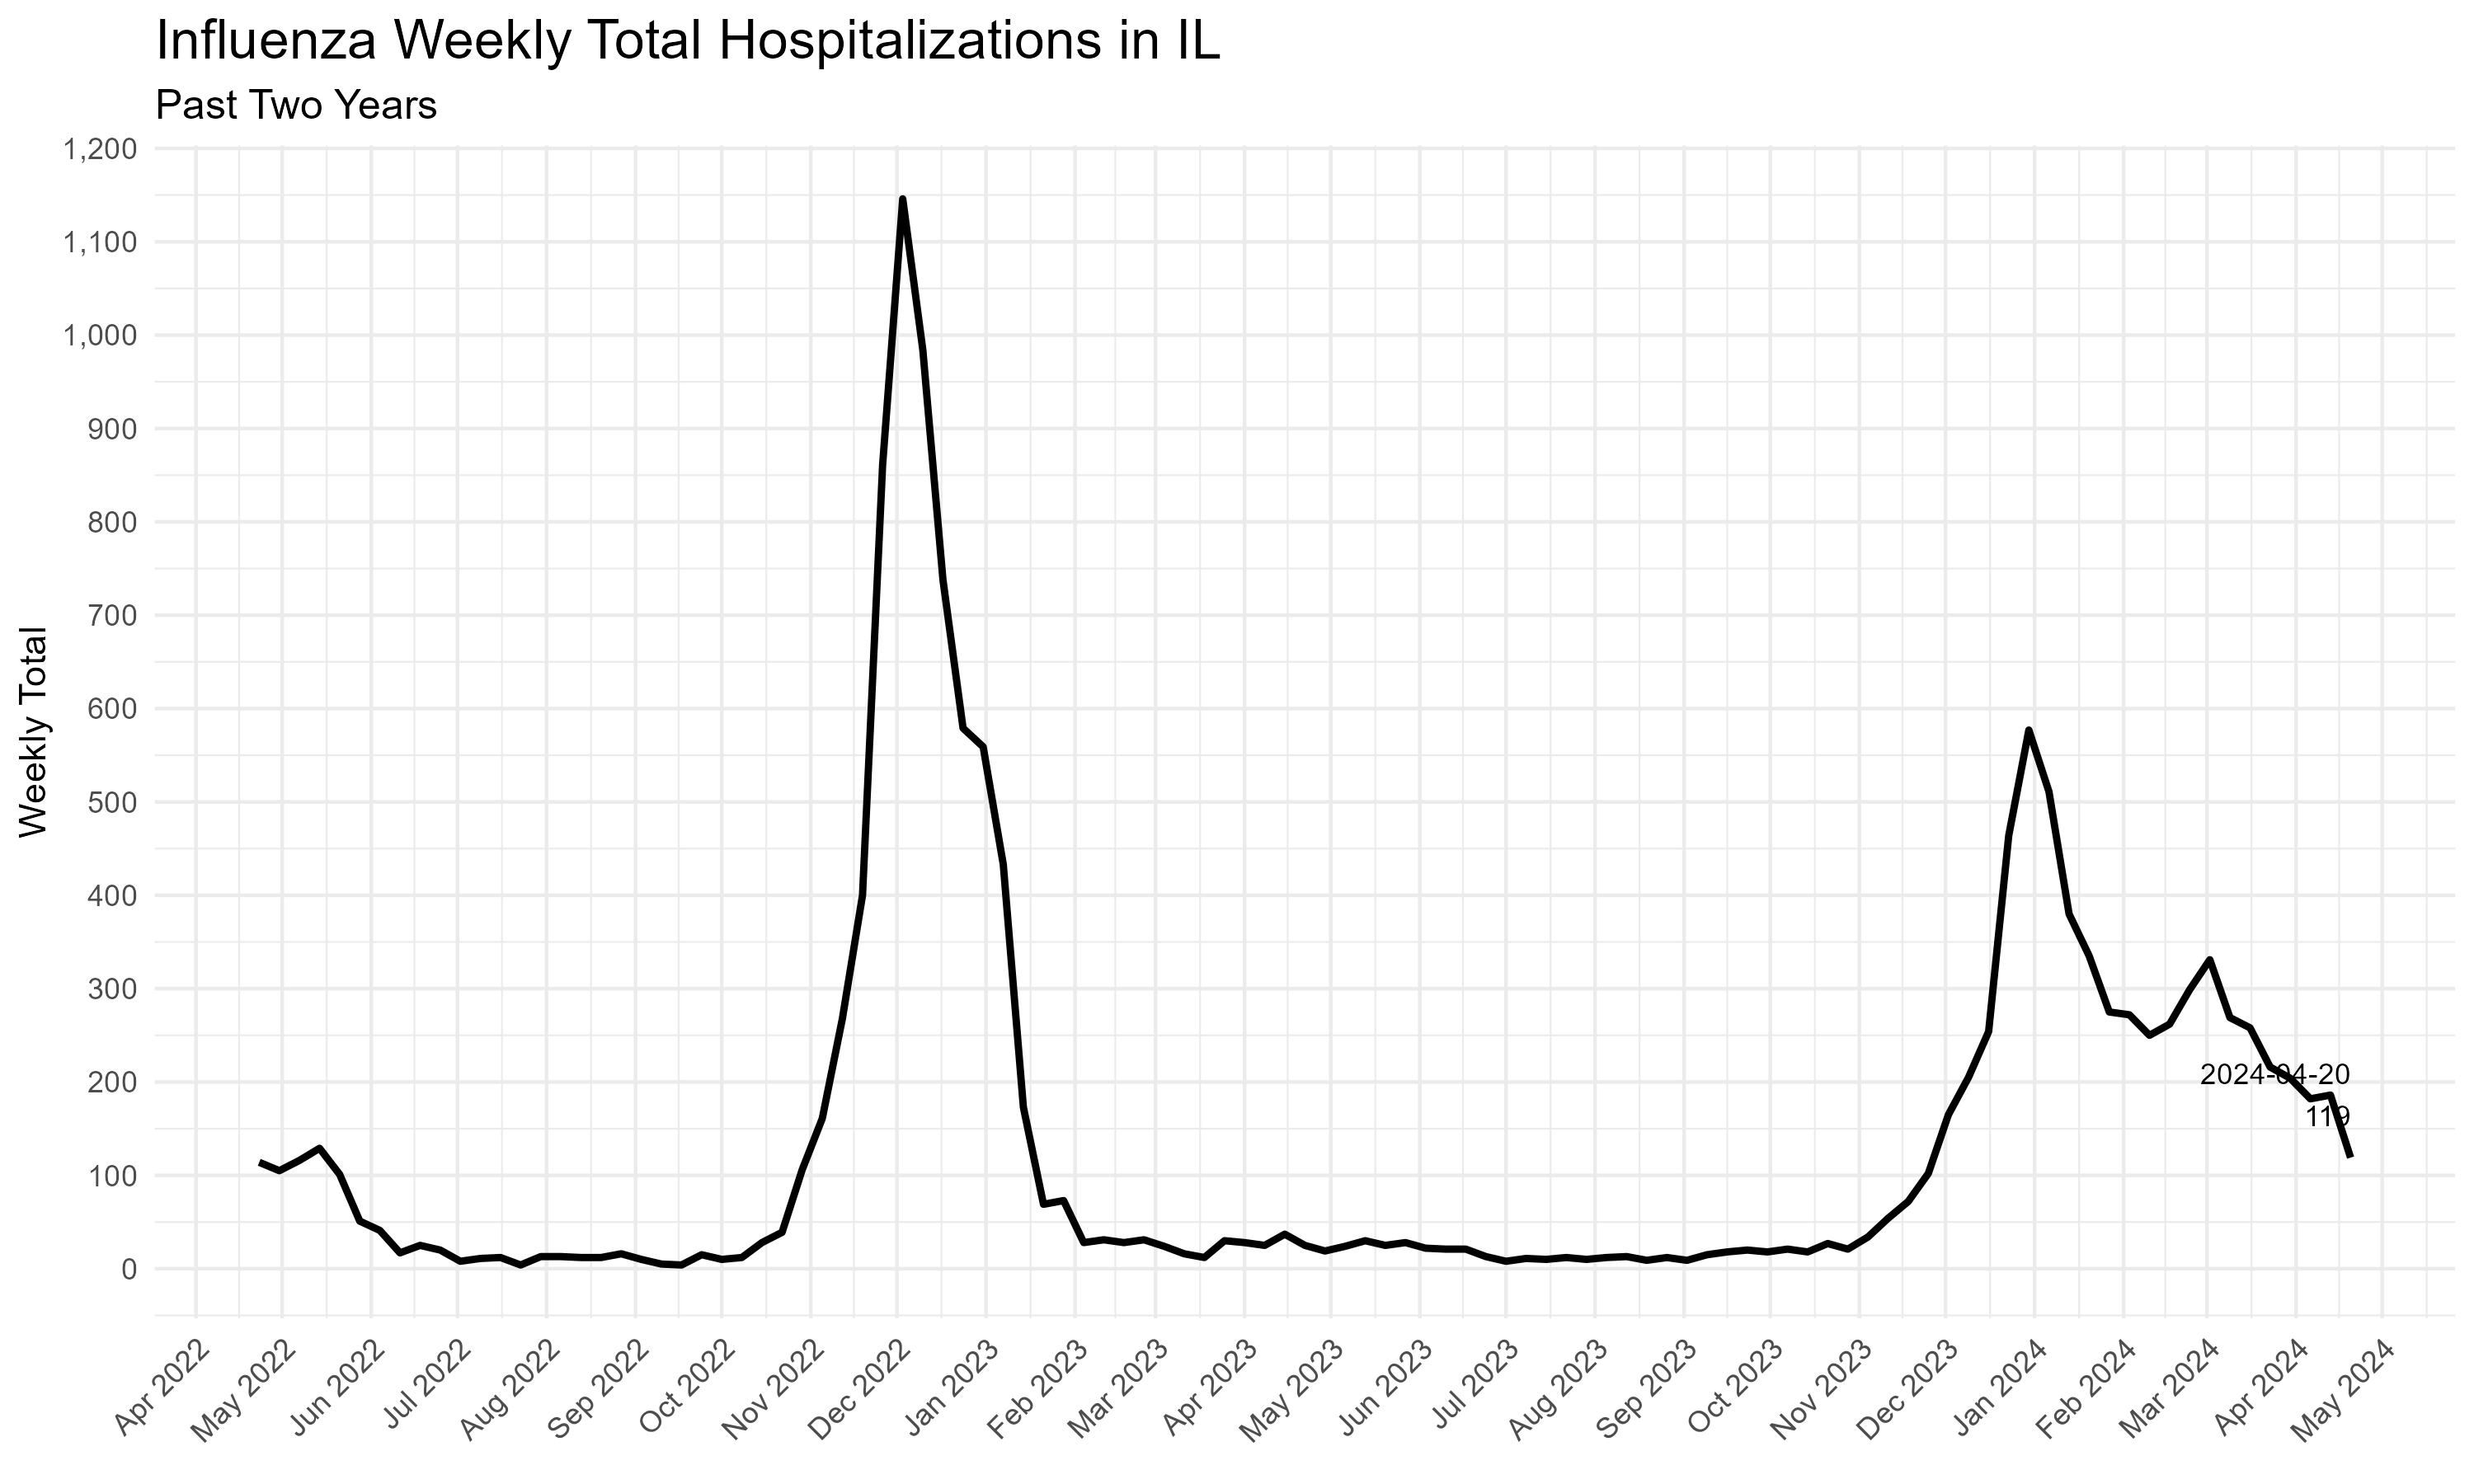 Influenza Weekly Total Hospitalizations in IL
Past Two Years
Weekly Total
1,200
1,100
1,000
900
800
700
600
500
400
300
200
100
0
2024-04-20
119
Apr 2022
May 2022
Jun 2022
Jul 2022
Aug 2022
Sep 2022
Oct 2022
Nov 2022
Dec 2022
Jan 2023
Feb 2023
Mar 2023
Apr 2023
May 2023
Jun 2023
Jul 2023
Aug 2023
Sep 2023
Oct 2023
Nov 2023
Dec 2023
Jan 2024
Feb 2024
Mar 2024
Apr 2024
May 2024